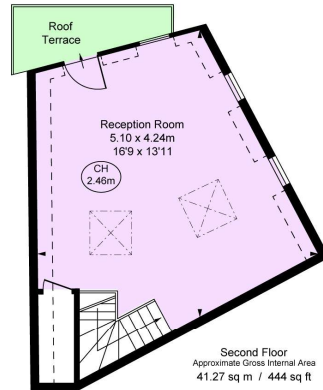 Roof
Terrace
Reception Room
5.10 x 4.24m
16'9 x 13'11
CH
2.46m
Second Floor
Approximate Gross Internal Area
41.27 sq m / 444 sq ft